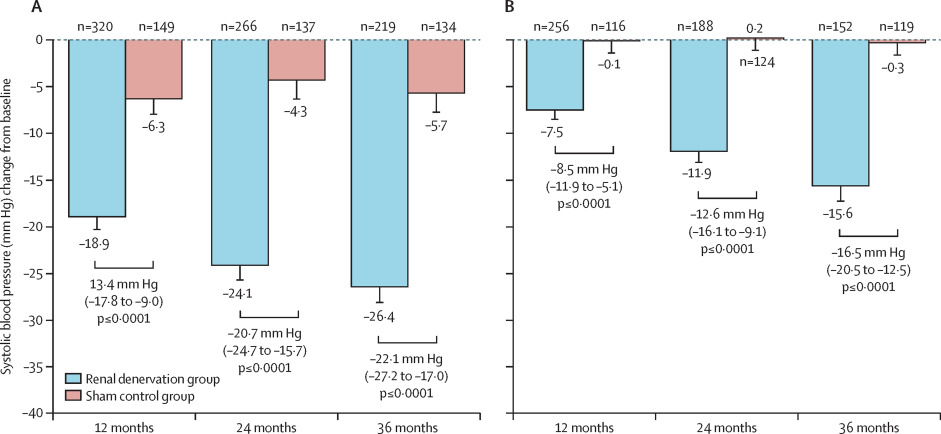 A
B
Systolic blood pressure (mm Hg) change from baseline
0
−5
−10
−15
−20
−25
−30
−35
−40
n=320 n=149 n=266 n=137 n=219 n=134
−6·3
−4·3
−5·7
−18·9
−24·1
−26·4
13·4 mm Hg
(−17·8 to −9·0)
p≤0·0001
−20·7 mm Hg
(−24·7 to −15·7)
p≤0·0001
−22·1 mm Hg
(−27·2 to −17·0)
p≤0·0001
Renal denervation group
Sham control group
12 months 24 months 36 months
n=256 n=116 n=188 0·2 n=152 n=119
−0·1
n=124
−0·3
−7·5
−11·9
−15·6
−8·5 mm Hg
(−11·9 to −5·1)
p≤0·0001
−12·6 mm Hg
(−16·1 to −9·1)
p≤0·0001
−16·5 mm Hg
(−20·5 to −12·5)
p≤0·0001
12 months 24 months 36 months